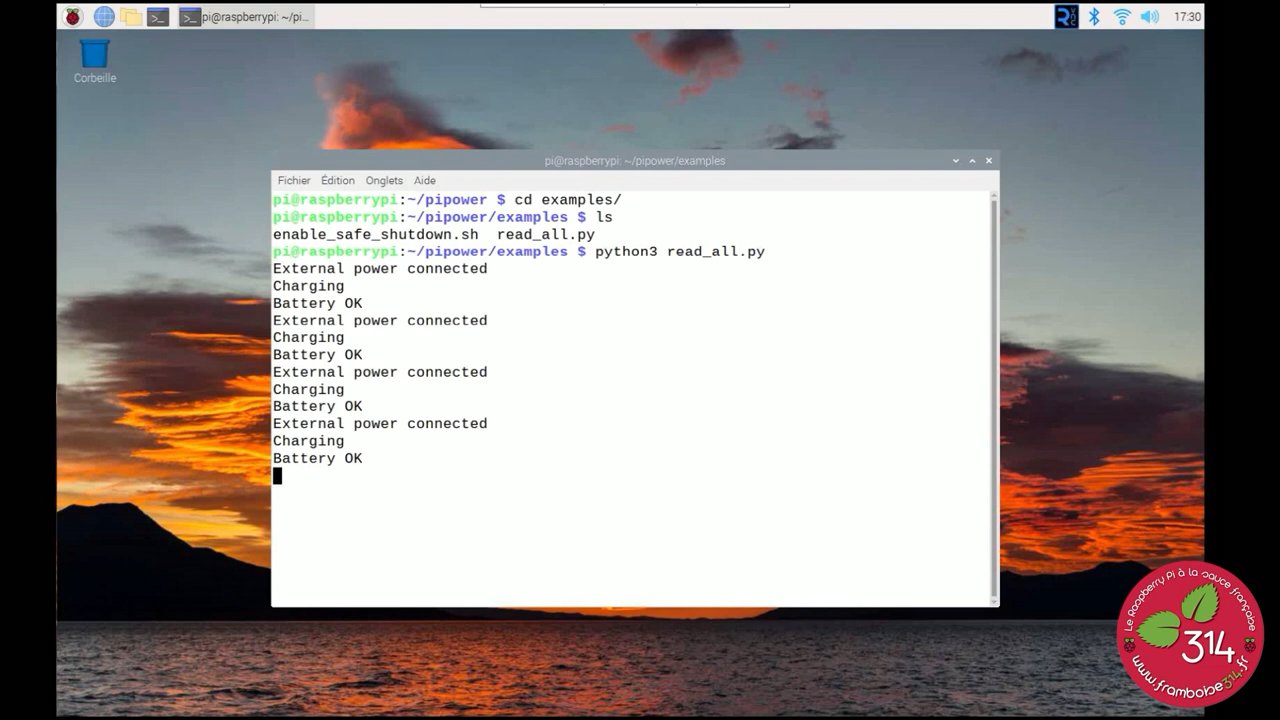 pi@raspberrypi: ~/pi...
17:30
Corbeille
pi@raspberrypi: ~/pipower/examples
Fichier Édition Onglets Aide
pi@raspberrypi:~/pipower $ cd examples/
pi@raspberrypi:~/pipower/examples $ ls
enable_safe_shutdown.sh read_all.py
pi@raspberrypi:~/pipower/examples $ python3 read_all.py
External power connected
Charging
Battery OK
External power connected
Charging
Battery OK
External power connected
Charging
Battery OK
External power connected
Charging
Battery OK
Le Raspberry Pi à la sauce française
314
www.framboise314.fr